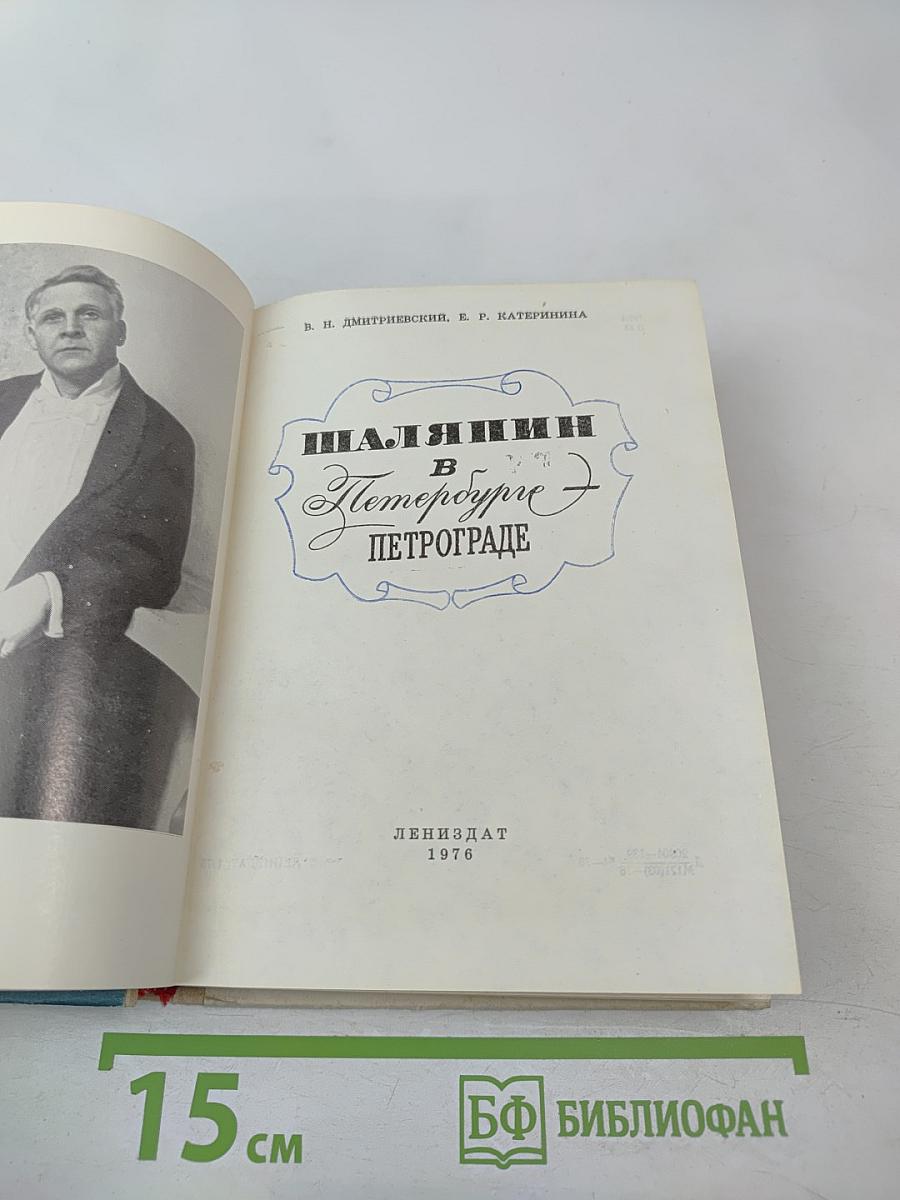 В. Н. ДМИТРИЕВСКИЙ, Е. Р. КАТЕРИНИНА
ШАЛЯПИН
В
Петербурге-
ПЕТРОГРАДЕ
ЛЕНИЗДАТ
1976
15 см
БФ БИБЛИОФАН